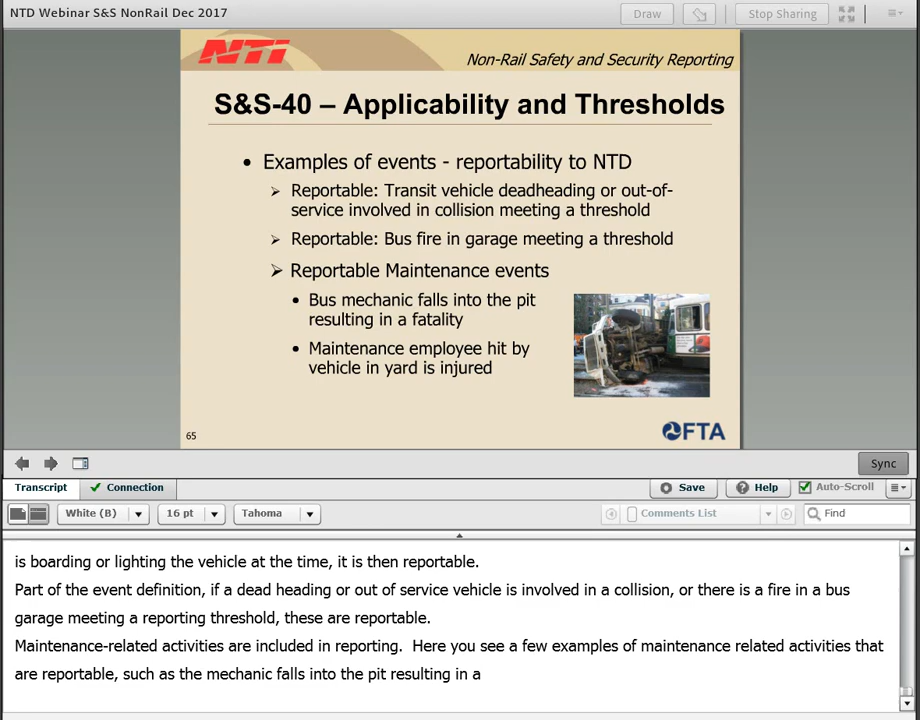 NTD Webinar S&S NonRail Dec 2017
Draw
Stop Sharing
NTI
Non-Rail Safety and Security Reporting
S&S-40 – Applicability and Thresholds
• Examples of events - reportability to NTD
➢ Reportable: Transit vehicle deadheading or out-of-
service involved in collision meeting a threshold
➢ Reportable: Bus fire in garage meeting a threshold
➢ Reportable Maintenance events
• Bus mechanic falls into the pit
resulting in a fatality
• Maintenance employee hit by
vehicle in yard is injured
65
FTA
Sync
Transcript
Connection
Save
Help
Auto-Scroll
White (B)
16 pt
Tahoma
Comments List
Find
is boarding or lighting the vehicle at the time, it is then reportable.
Part of the event definition, if a dead heading or out of service vehicle is involved in a collision, or there is a fire in a bus
garage meeting a reporting threshold, these are reportable.
Maintenance-related activities are included in reporting.  Here you see a few examples of maintenance related activities that
are reportable, such as the mechanic falls into the pit resulting in a